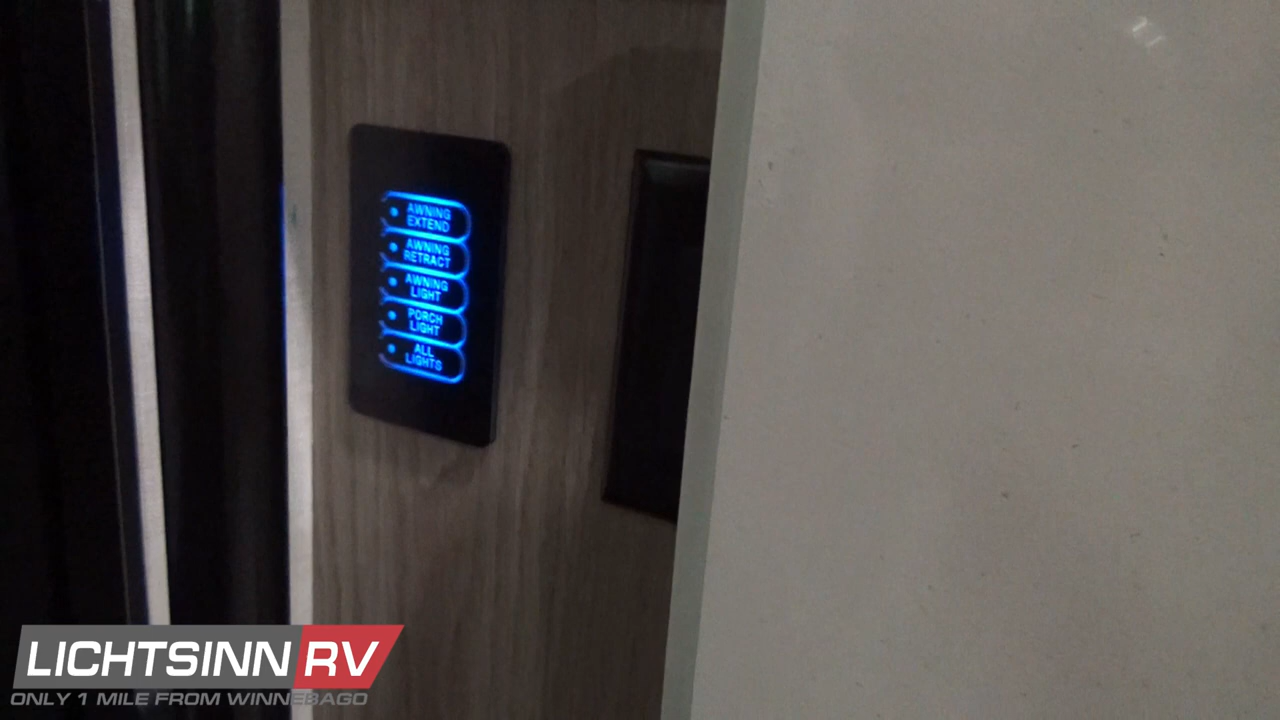 AWNING
EXTEND
AWNING
RETRACT
AWNING
LIGHT
PORCH
LIGHT
ALL
LIGHTS
LICHTSINN RV
ONLY 1 MILE FROM WINNEBAGO